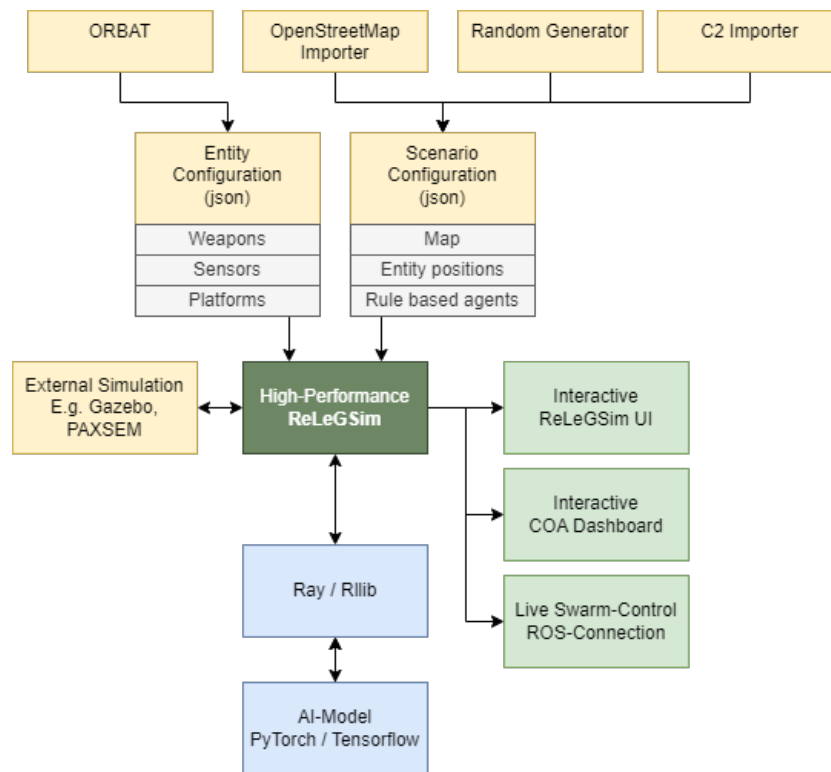 ORBAT
OpenStreetMap
Importer
Random Generator
C2 Importer
Entity
Configuration
(json)
Weapons
Sensors
Platforms
Scenario
Configuration
(json)
Map
Entity positions
Rule based agents
External Simulation
E.g. Gazebo,
PAXSEM
High-Performance
ReLeGSim
Interactive
ReLeGSim UI
Interactive
COA Dashboard
Live Swarm-Control
ROS-Connection
Ray / Rllib
AI-Model
PyTorch / Tensorflow